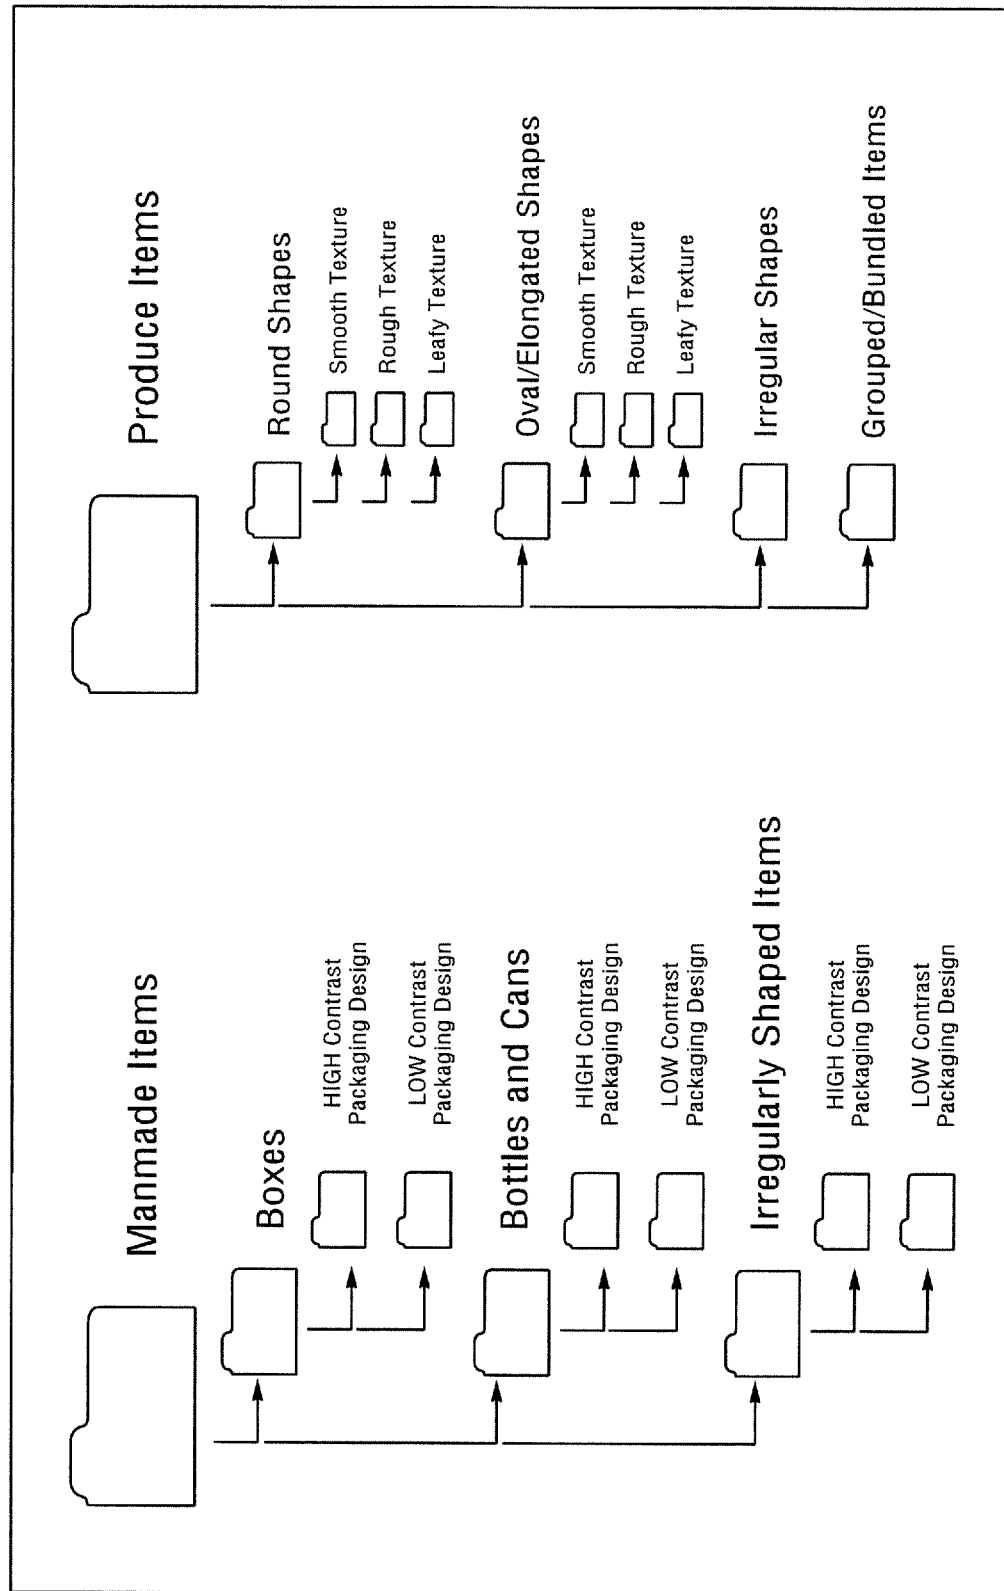 Manmade Items
Boxes
HIGH Contrast
Packaging Design
LOW Contrast
Packaging Design
Bottles and Cans
HIGH Contrast
Packaging Design
LOW Contrast
Packaging Design
Irregularly Shaped Items
HIGH Contrast
Packaging Design
LOW Contrast
Packaging Design
Produce Items
Round Shapes
Smooth Texture
Rough Texture
Leafy Texture
Oval/Elongated Shapes
Smooth Texture
Rough Texture
Leafy Texture
Irregular Shapes
Grouped/Bundled Items